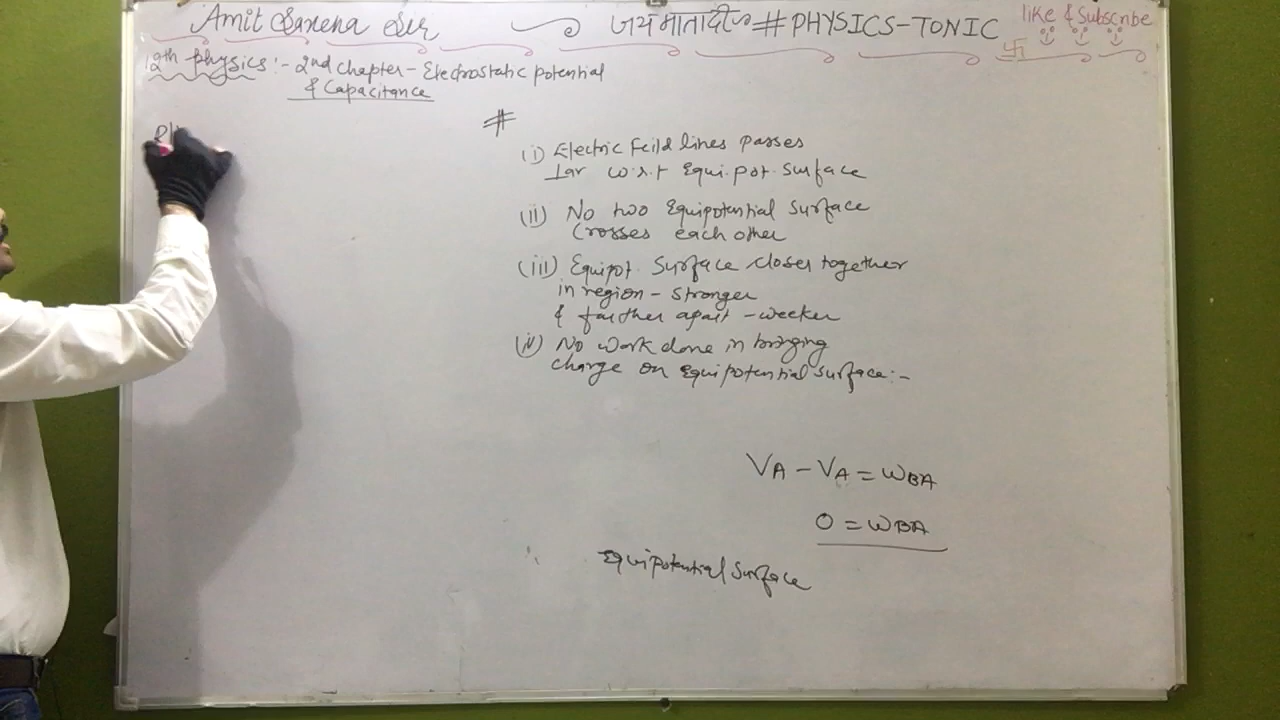 Amit Saxena Sir
जय माता दी # PHYSICS-TONIC
like & Subscribe
12th physics :- 2nd chapter - Electrostatic potential
& Capacitance
#
(i) Electric Feild lines passes
⊥ar w.r.t Equi.pot. Surface
(ii) No two Equipotential Surface
Crosses each other
(iii) Equipot. Surface closer together
in region - stronger
& farther apart - weeker
(iv) No work done in bringing
charge on equipotential surface :-
VA - VA = WBA
0 = WBA
Equipotential Surface